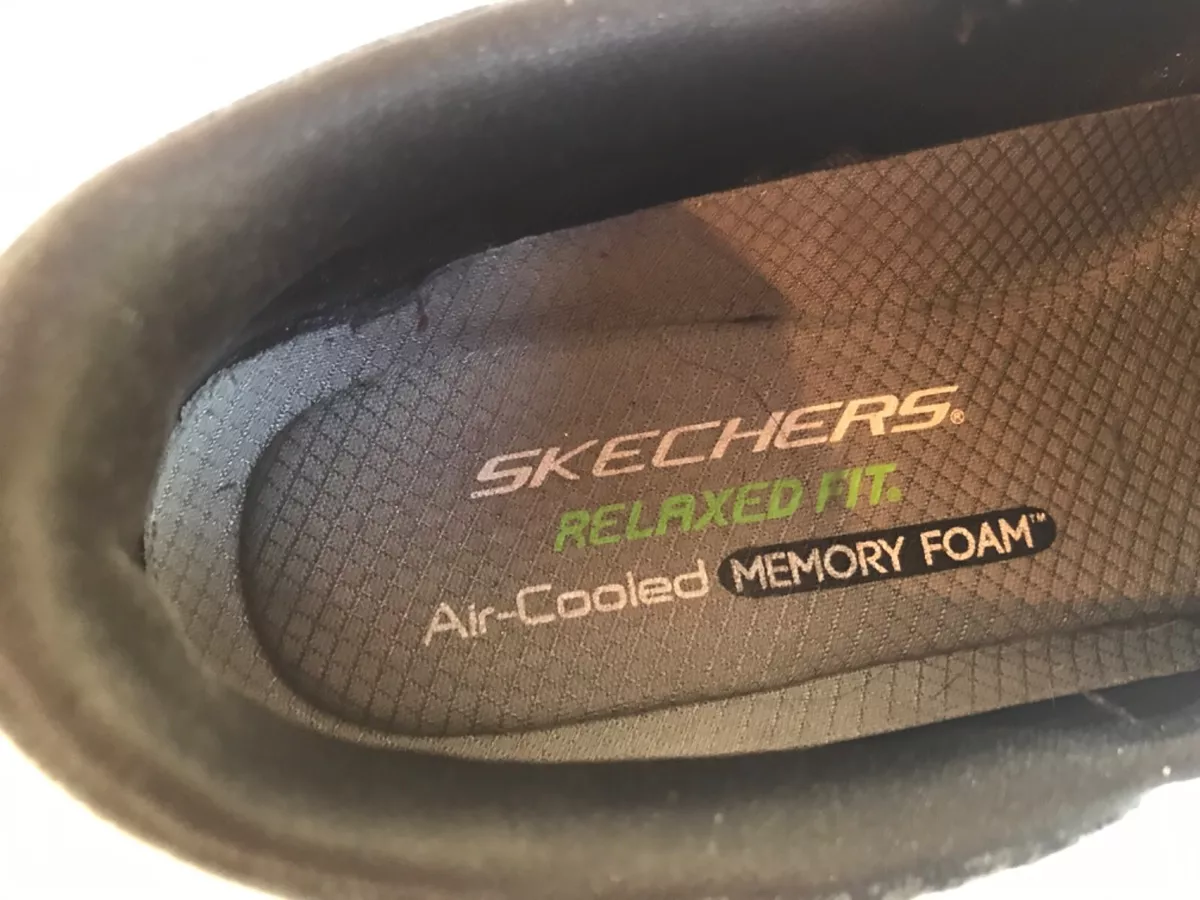 SKECHERS®
RELAXED FIT.
Air-Cooled MEMORY FOAM™